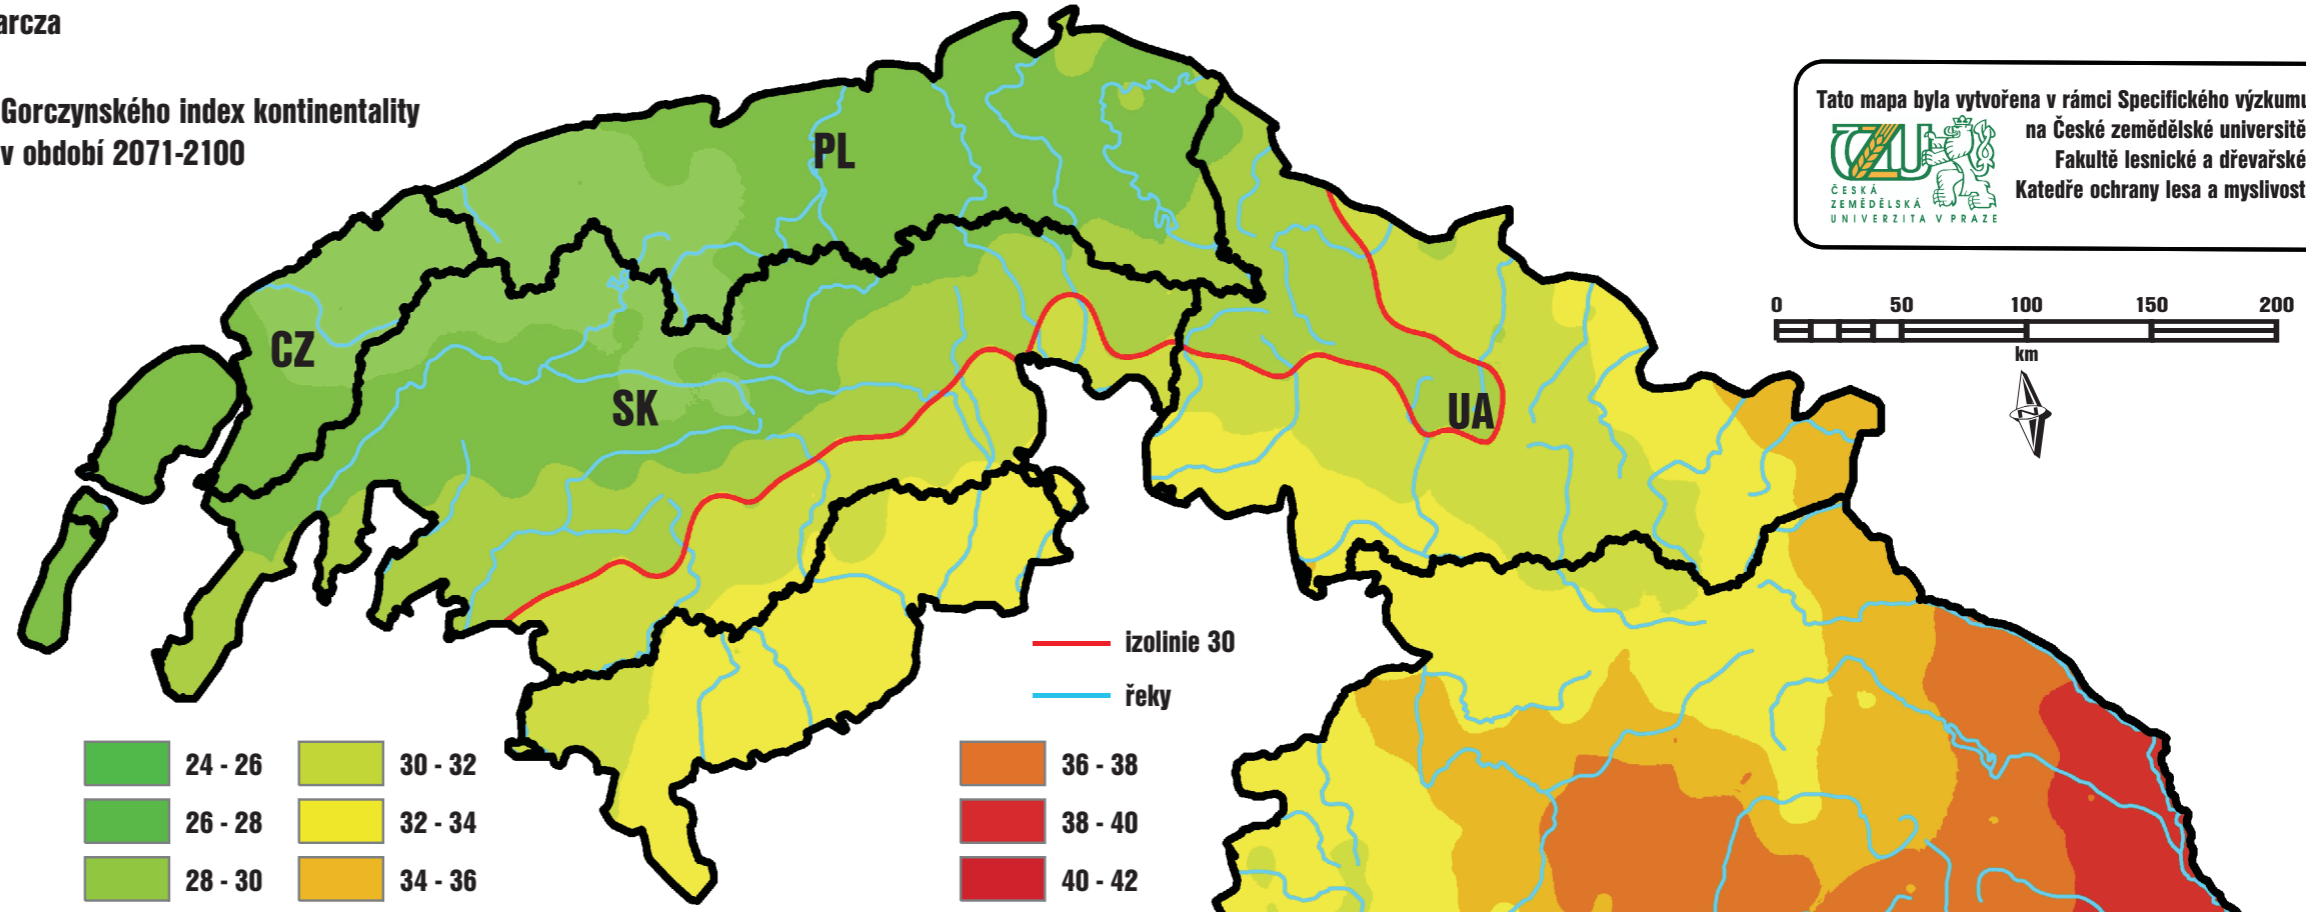 arcza
Gorczynského index kontinentality
v období 2071-2100
PL
CZ
SK
UA
Tato mapa byla vytvořena v rámci Specifického výzkumu
na České zemědělské universitě
Fakultě lesnické a dřevařské
Katedře ochrany lesa a myslivost
CZU
ČESKÁ
ZEMĚDĚLSKÁ
UNIVERZITA V PRAZE
0 50 100 150 200
km
N
izolinie 30
řeky
24 - 26
26 - 28
28 - 30
30 - 32
32 - 34
34 - 36
36 - 38
38 - 40
40 - 42